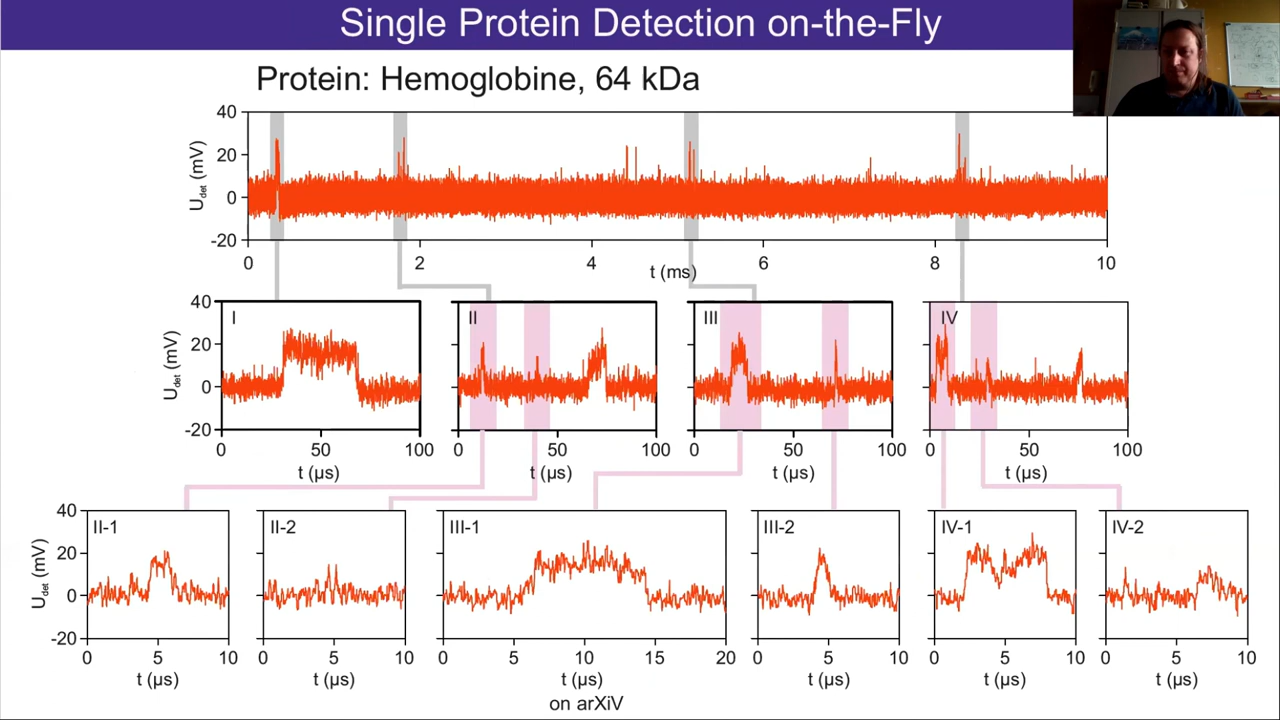 Single Protein Detection on-the-Fly
Protein: Hemoglobine, 64 kDa
40
20
0
-20
U_det (mV)
0 2 4 6 8 10
t (ms)
I II III IV
40
20
0
-20
U_det (mV)
0 50 100 0 50 100 0 50 100 0 50 100
t (µs) t (µs) t (µs) t (µs)
II-1 II-2 III-1 III-2 IV-1 IV-2
40
20
0
-20
U_det (mV)
0 5 10 0 5 10 0 5 10 15 20 0 5 10 0 5 10 0 5 10
t (µs) t (µs) t (µs) t (µs) t (µs) t (µs)
on arXiV